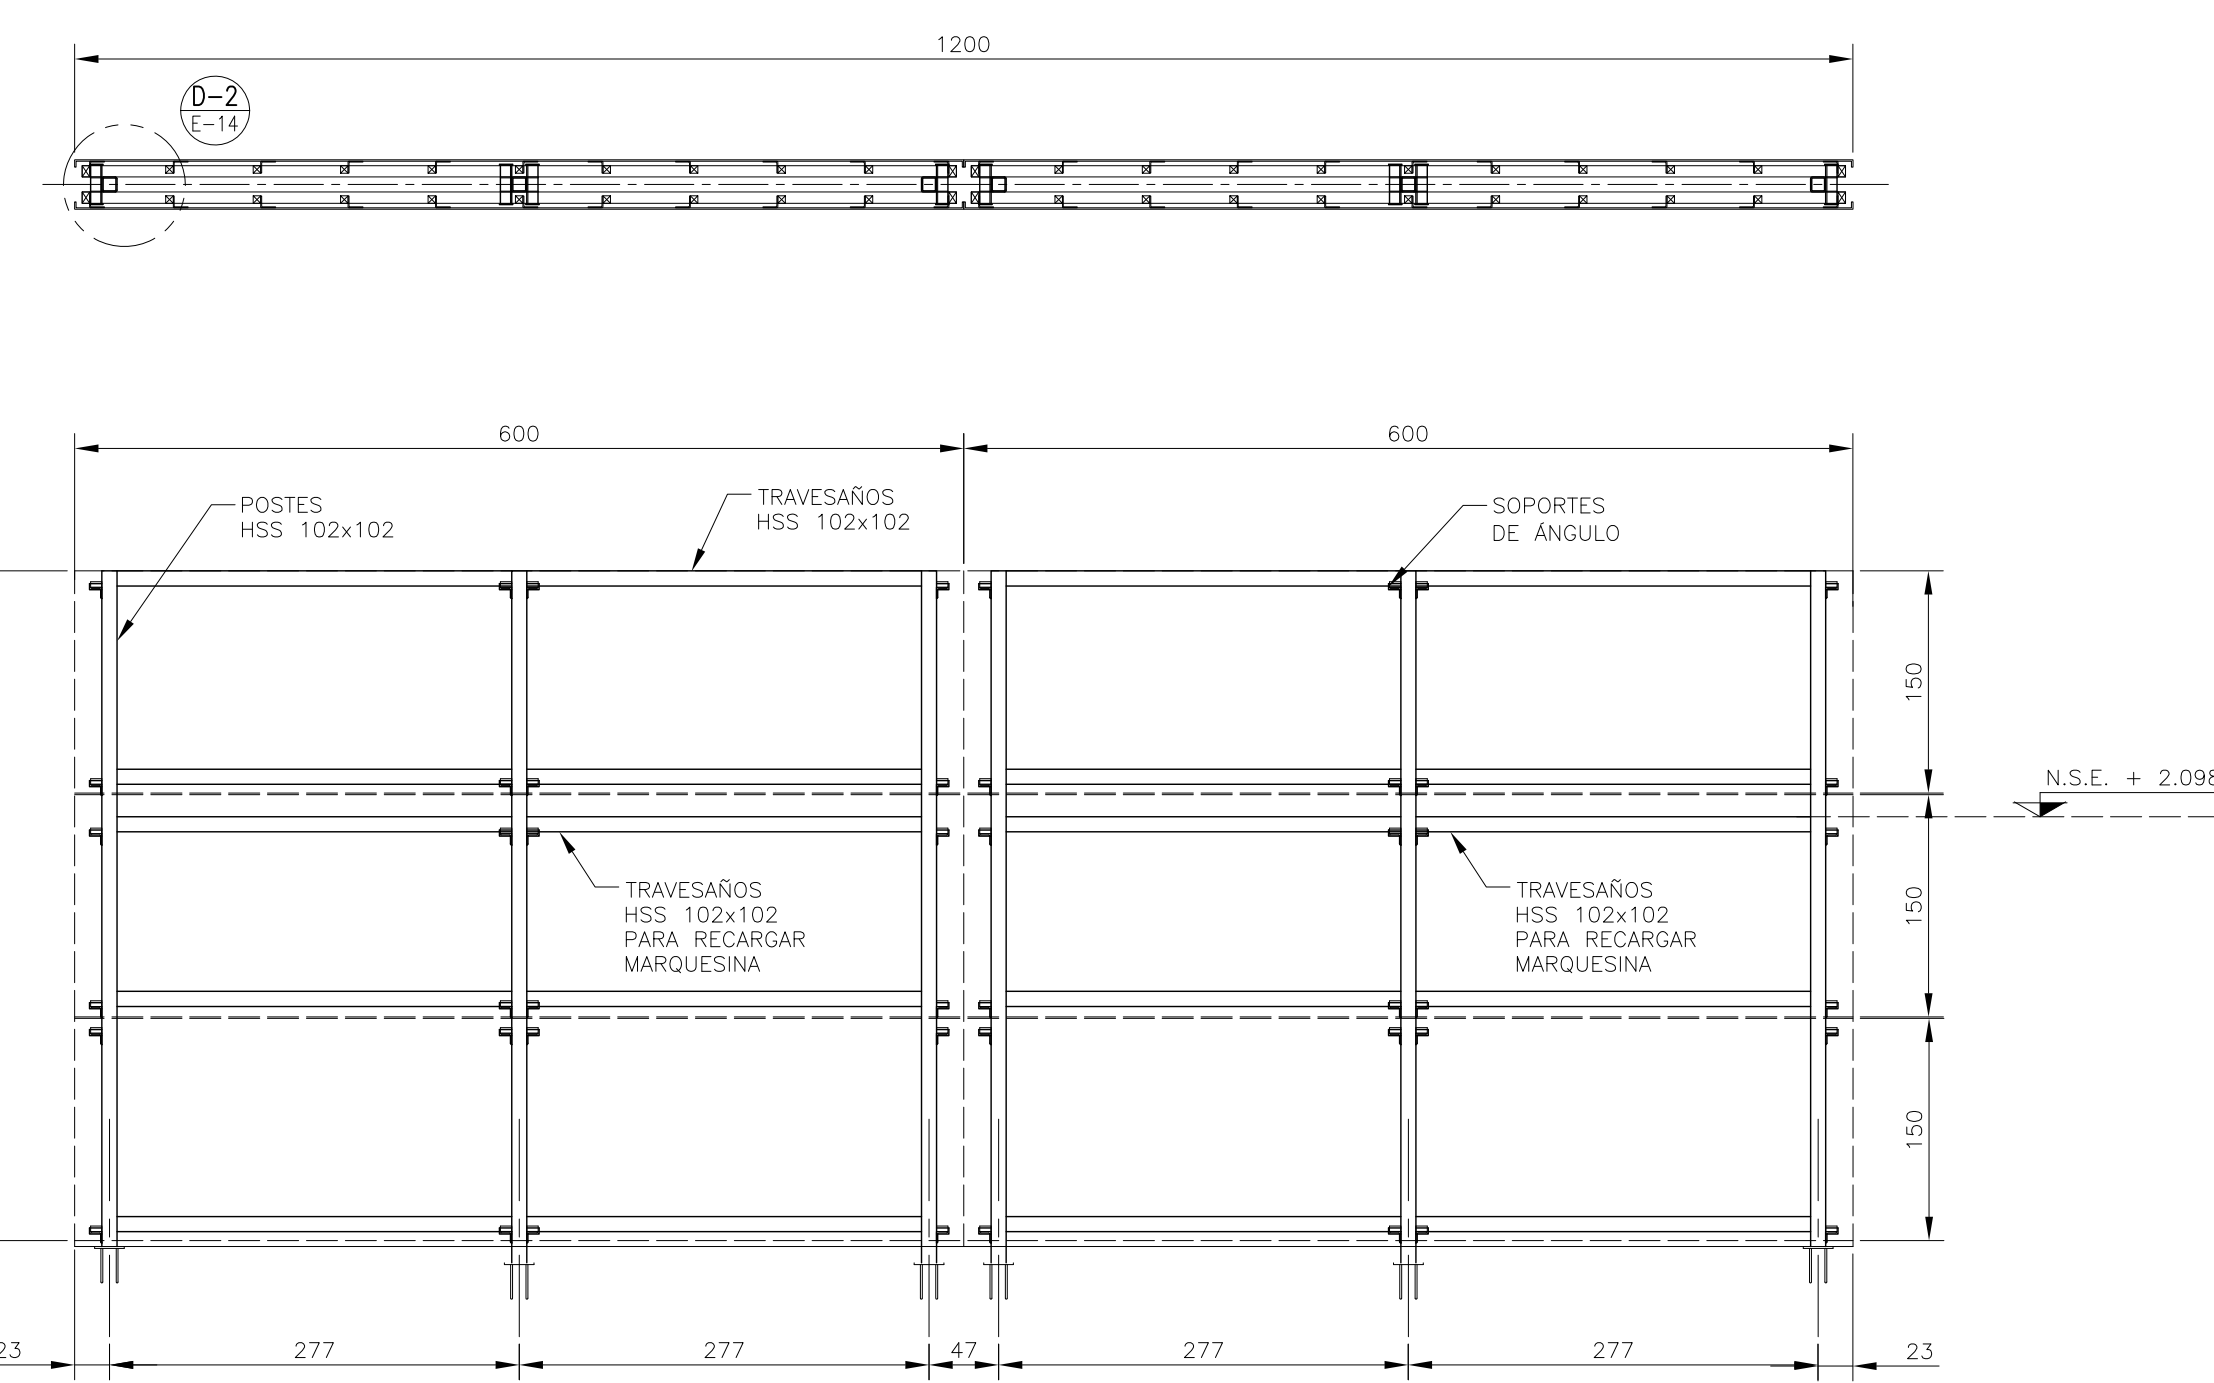 1200
D-2
E-14
600
600
POSTES
HSS 102x102
TRAVESAÑOS
HSS 102x102
SOPORTES
DE ÁNGULO
150
N.S.E. + 2.098
TRAVESAÑOS
HSS 102x102
PARA RECARGAR
MARQUESINA
TRAVESAÑOS
HSS 102x102
PARA RECARGAR
MARQUESINA
150
150
23
277
277
47
277
277
23